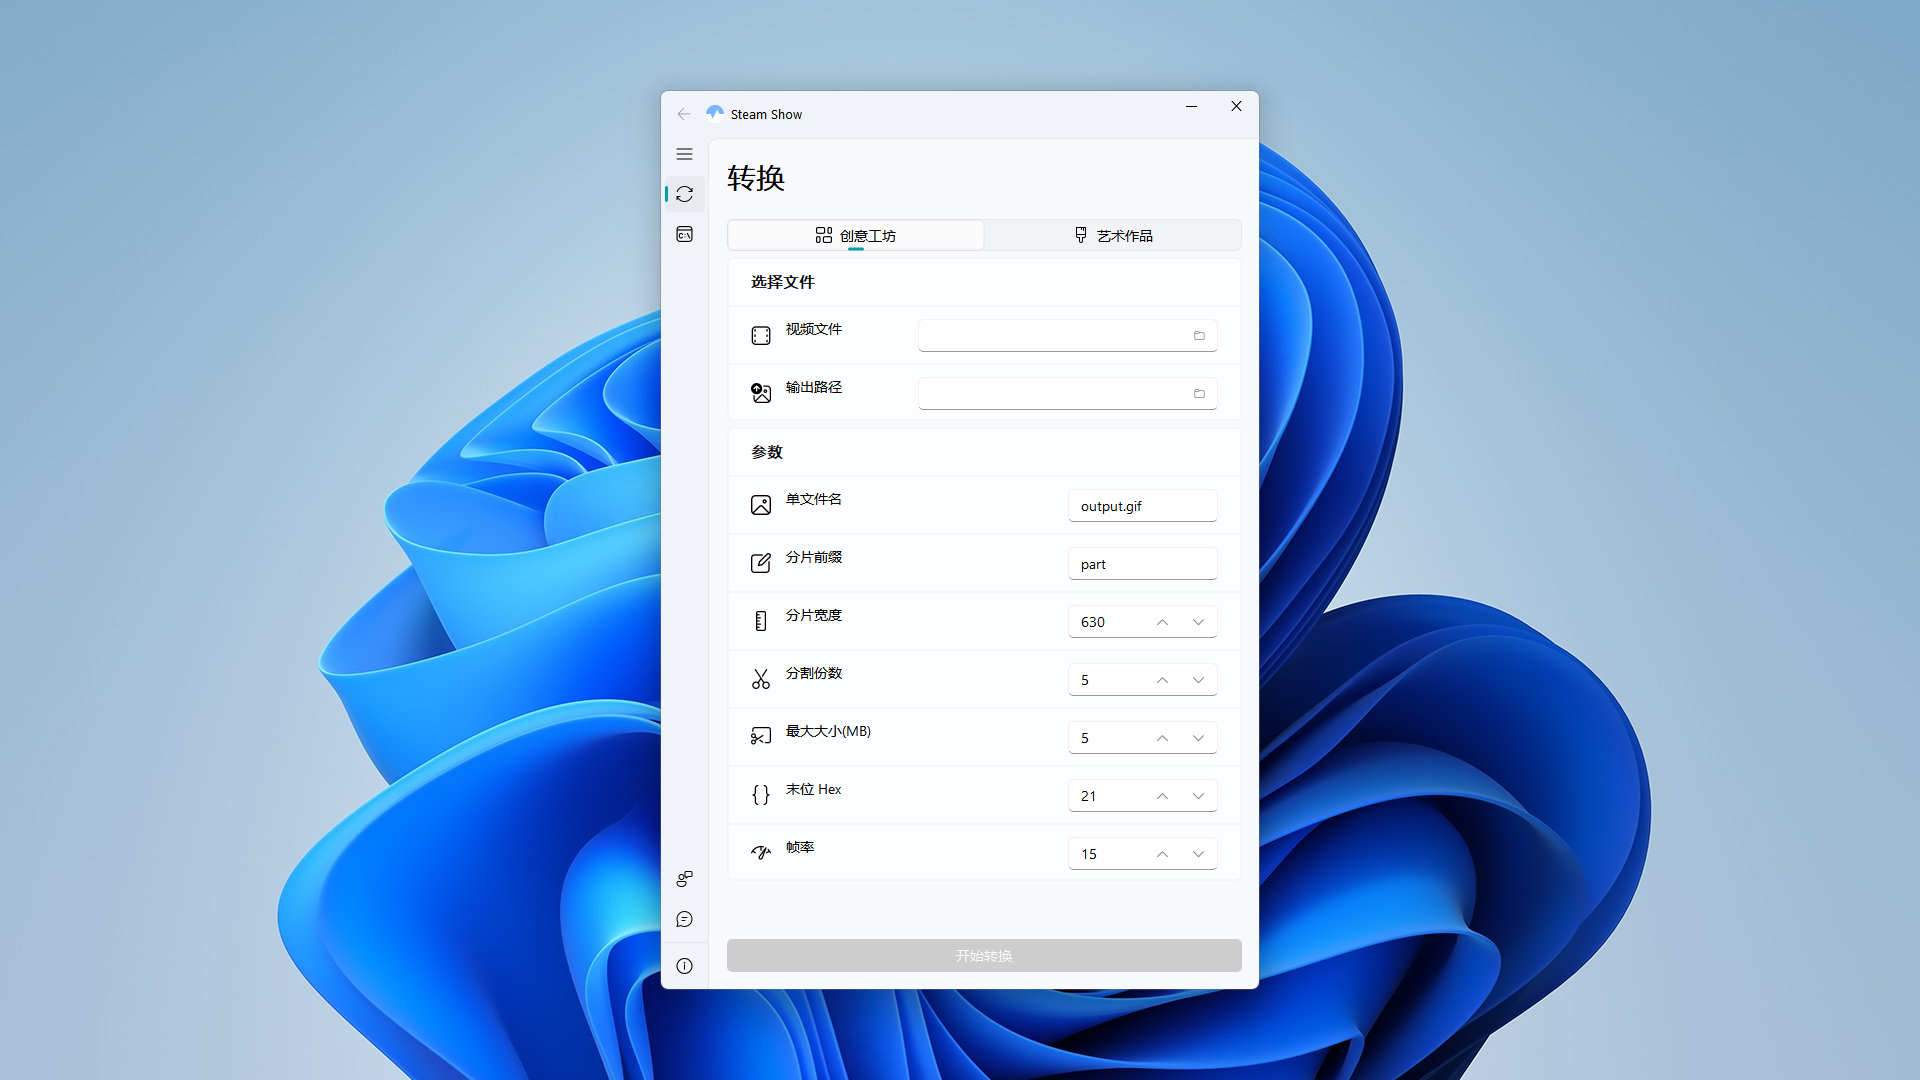 Steam Show
转换
创意工坊
艺术作品
选择文件
视频文件
输出路径
参数
单文件名
output.gif
分片前缀
part
分片宽度
630
分割份数
5
最大大小(MB)
5
末位 Hex
21
帧率
15
开始转换